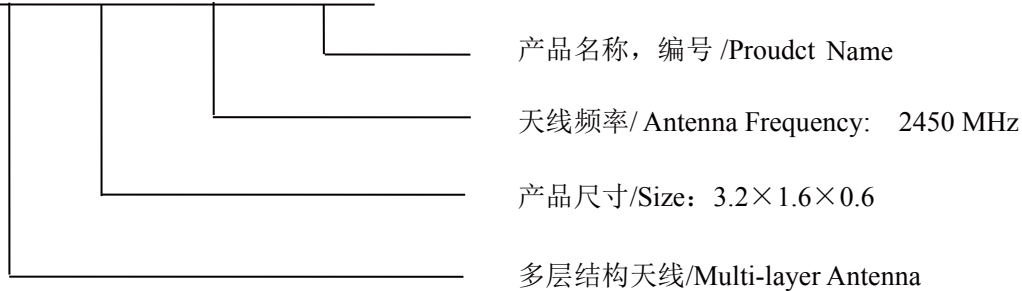 产品名称，编号 /Proudct Name
天线频率/ Antenna Frequency: 2450 MHz
产品尺寸/Size：3.2×1.6×0.6
多层结构天线/Multi-layer Antenna